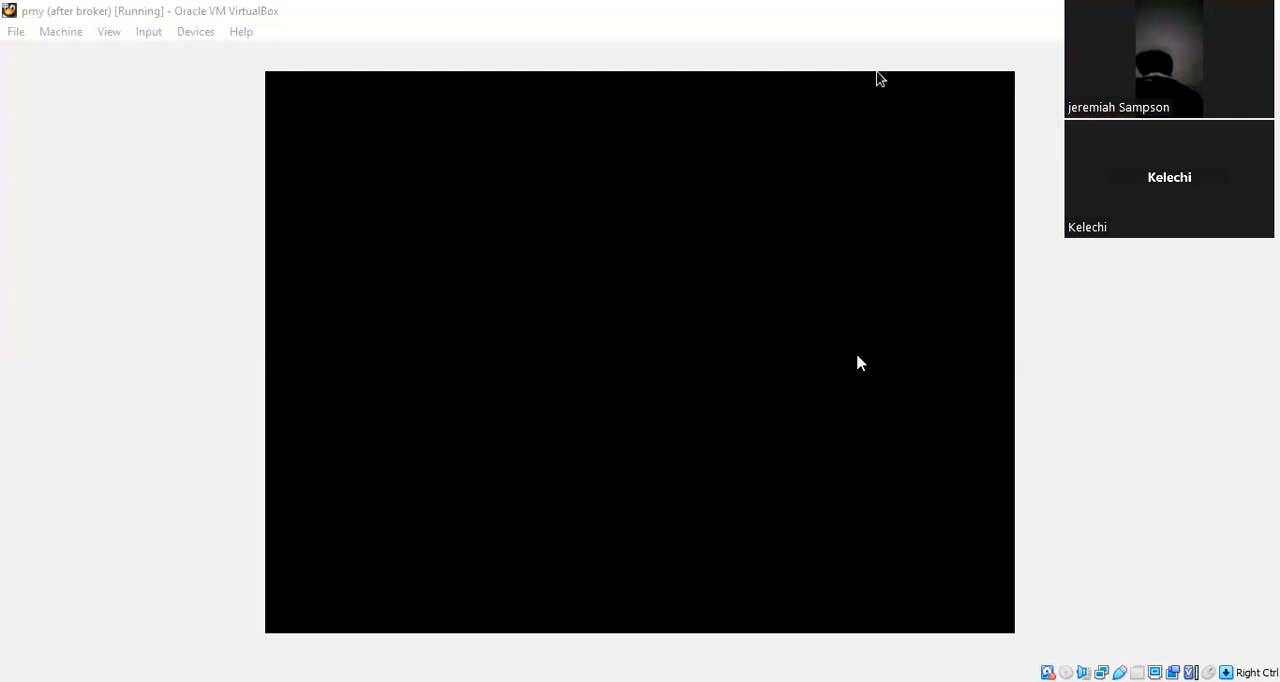 pmy (after broker) [Running] - Oracle VM VirtualBox
File Machine View Input Devices Help
jeremiah Sampson
Kelechi
Kelechi
Right Ctrl